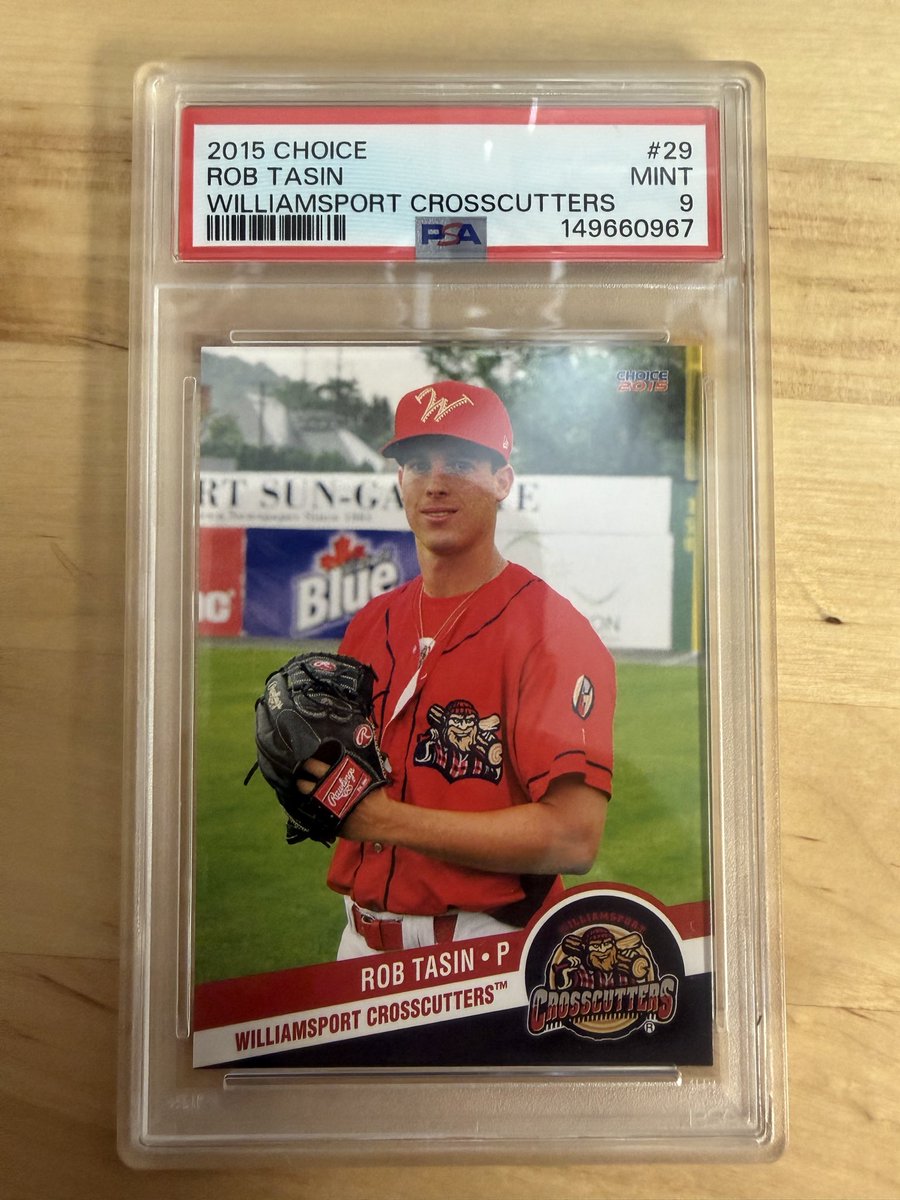 2015 CHOICE #29
ROB TASIN MINT
WILLIAMSPORT CROSSCUTTERS 9
PSA 149660967
CHOICE
2015
W
RT SUN-GA E
Blue
Rawlings
R
Rawlings
ROB TASIN • P
WILLIAMSPORT CROSSCUTTERS™
WILLIAMSPORT
CROSSCUTTERS®